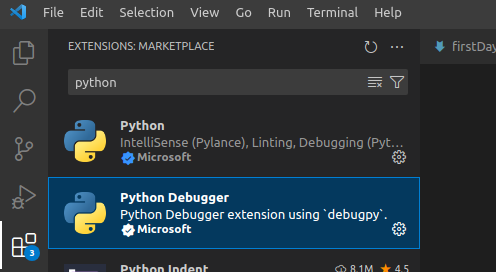 File Edit Selection View Go Run Terminal Help
EXTENSIONS: MARKETPLACE
firstDay
python
Python
IntelliSense (Pylance), Linting, Debugging (Pyt...
Microsoft
Python Debugger
Python Debugger extension using `debugpy`.
Microsoft
3
Python Indent 8.1M 4.5